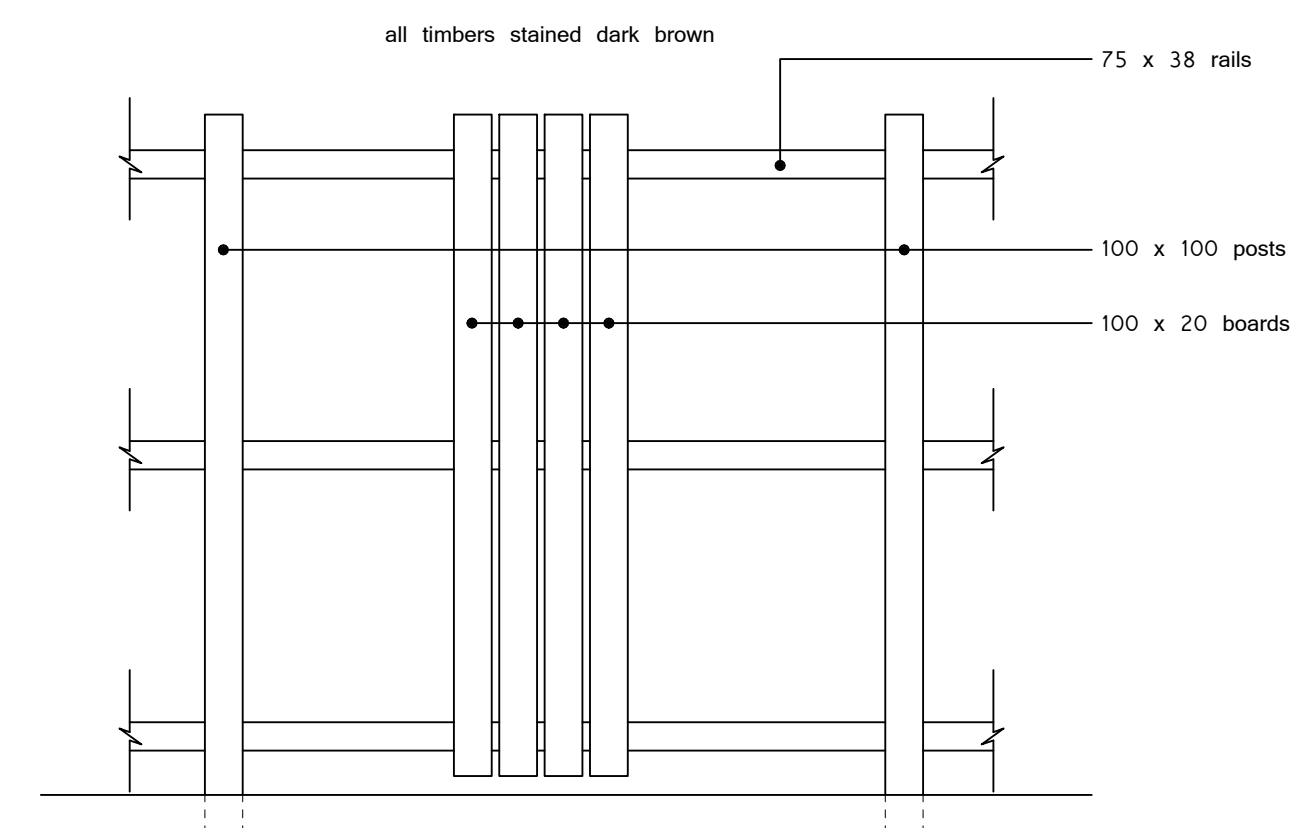 all timbers stained dark brown
75 x 38 rails
100 x 100 posts
100 x 20 boards